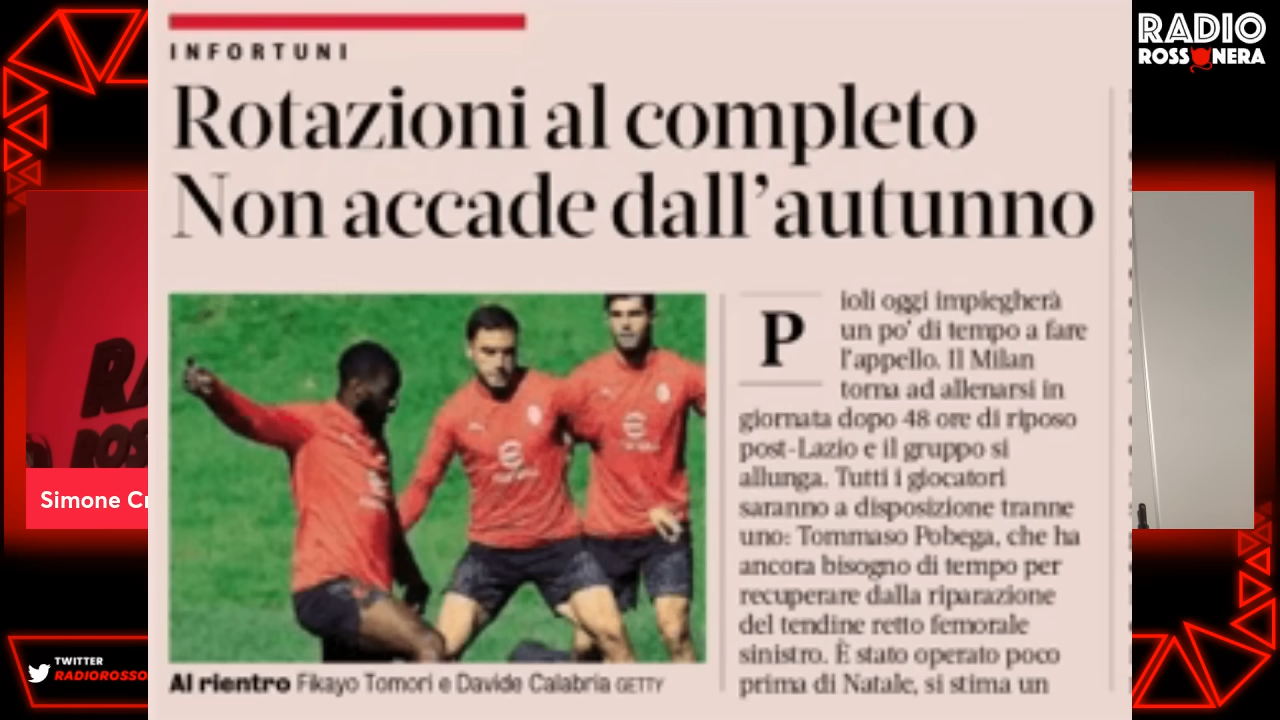 INFORTUNI
Rotazioni al completo
Non accade dall'autunno
Pioli oggi impiegherà
un po' di tempo a fare
l'appello. Il Milan
torna ad allenarsi in
giornata dopo 48 ore di riposo
post-Lazio e il gruppo si
allunga. Tutti i giocatori
saranno a disposizione tranne
uno: Tommaso Pobega, che ha
ancora bisogno di tempo per
recuperare dalla riparazione
del tendine retto femorale
sinistro. È stato operato poco
prima di Natale, si stima un
Al rientro Fikayo Tomori e Davide Calabria GETTY
RADIO
ROSSONERA
Simone Cr
TWITTER
RADIOROSSO